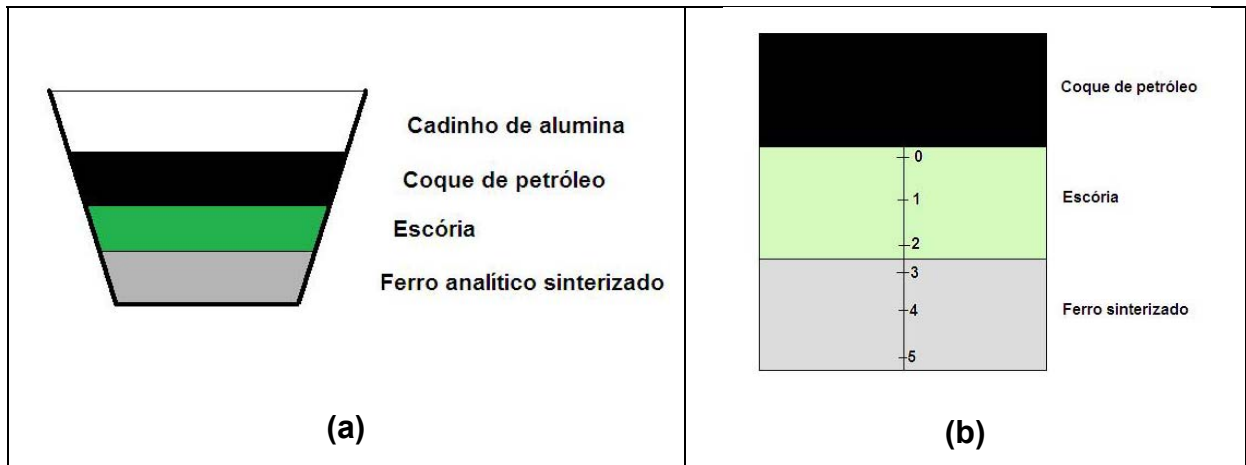 Cadinho de alumina
Coque de petróleo
Escória
Ferro analítico sinterizado
(a)
Coque de petróleo
0
1
Escória
2
3
4
Ferro sinterizado
5
(b)